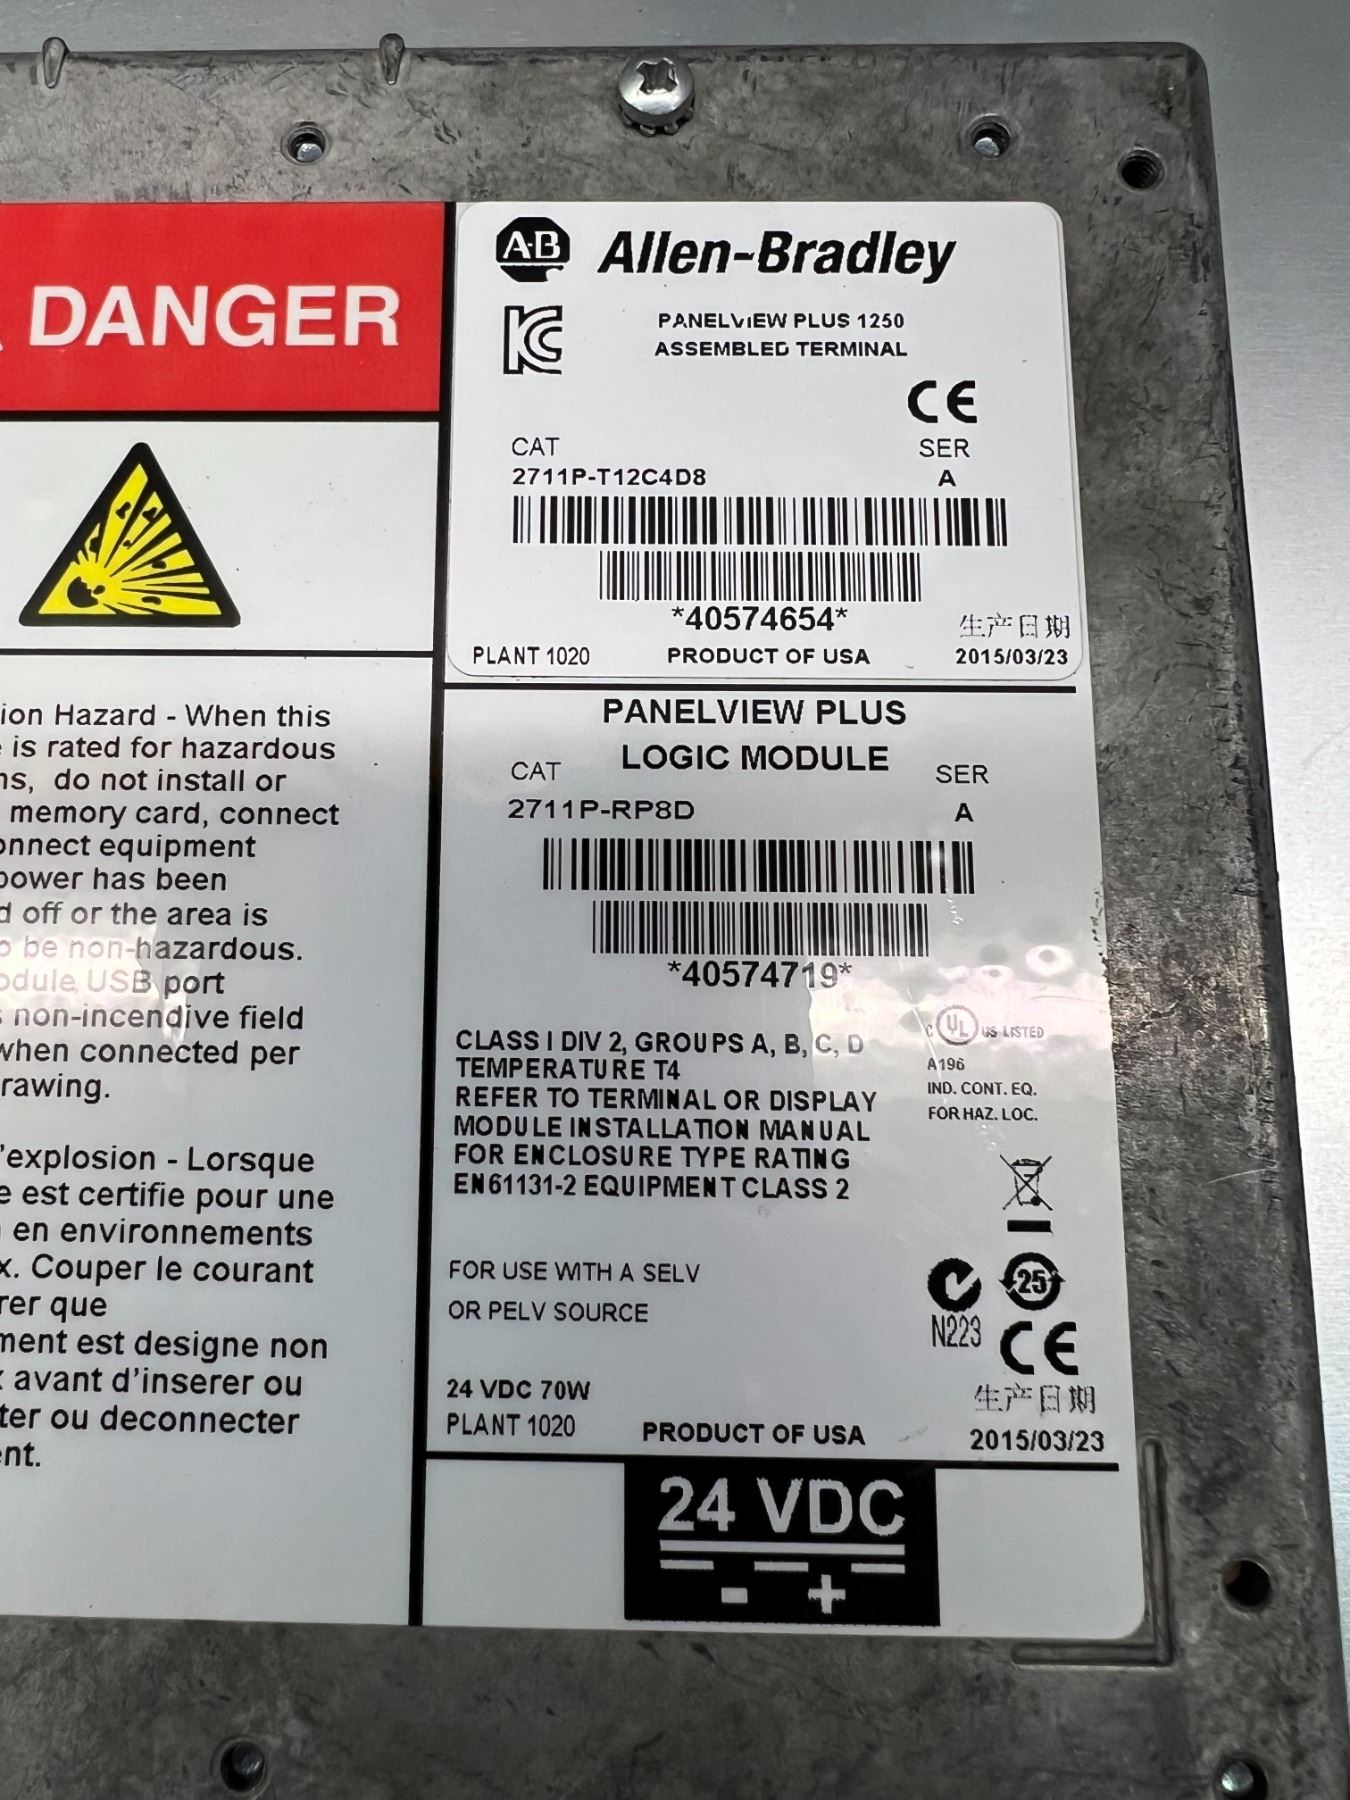 DANGER
ion Hazard - When this
is rated for hazardous
ns, do not install or
memory card, connect
onnect equipment
power has been
d off or the area is
o be non-hazardous.
odule USB port
non-incendive field
when connected per
rawing.
'explosion - Lorsque
e est certifie pour une
en environnements
x. Couper le courant
rer que
ment est designe non
x avant d'inserer ou
ter ou deconnecter
ent.
A-B Allen-Bradley
PANELVIEW PLUS 1250
ASSEMBLED TERMINAL
CE
CAT SER
2711P-T12C4D8 A
*40574654*
生产日期
PLANT 1020 PRODUCT OF USA 2015/03/23
PANELVIEW PLUS
LOGIC MODULE
CAT SER
2711P-RP8D A
*40574719*
CLASS I DIV 2, GROUPS A, B, C, D
TEMPERATURE T4
REFER TO TERMINAL OR DISPLAY
MODULE INSTALLATION MANUAL
FOR ENCLOSURE TYPE RATING
EN61131-2 EQUIPMENT CLASS 2
C UL US LISTED
A196
IND. CONT. EQ.
FOR HAZ. LOC.
FOR USE WITH A SELV
OR PELV SOURCE
25
N223
CE
24 VDC 70W
生产日期
PLANT 1020 PRODUCT OF USA 2015/03/23
24 VDC
- +